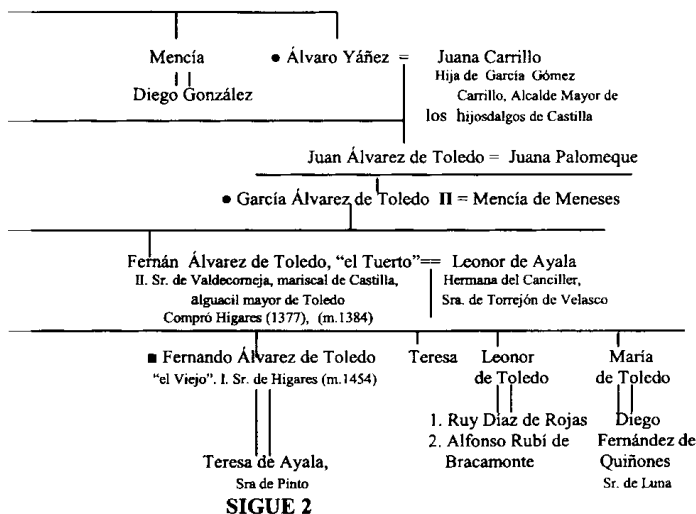 Mencía ● Álvaro Yáñez = Juana Carrillo
Diego González
Hija de García Gómez
Carrillo, Alcalde Mayor de
los hijosdalgos de Castilla
Juan Álvarez de Toledo = Juana Palomeque
● García Álvarez de Toledo II = Mencía de Meneses
Fernán Álvarez de Toledo, “el Tuerto”== Leonor de Ayala
II. Sr. de Valdecorneja, mariscal de Castilla,
alguacil mayor de Toledo
Compró Higares (1377), (m.1384)
Hermana del Canciller,
Sra. de Torrejón de Velasco
■ Fernando Álvarez de Toledo
“el Viejo”. I. Sr. de Higares (m.1454)
Teresa
Leonor
de Toledo
María
de Toledo
Teresa de Ayala,
Sra de Pinto
1. Ruy Díaz de Rojas
2. Alfonso Rubí de
Bracamonte
Diego
Fernández de
Quiñones
Sr. de Luna
SIGUE 2